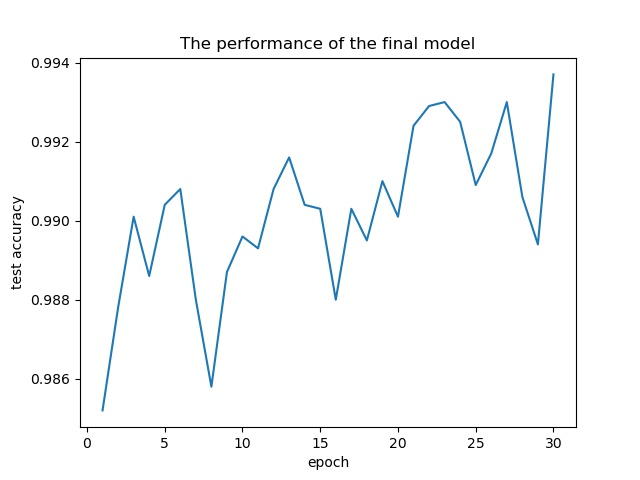 The performance of the final model
0.994
0.992
0.990
0.988
0.986
test accuracy
0 5 10 15 20 25 30
epoch